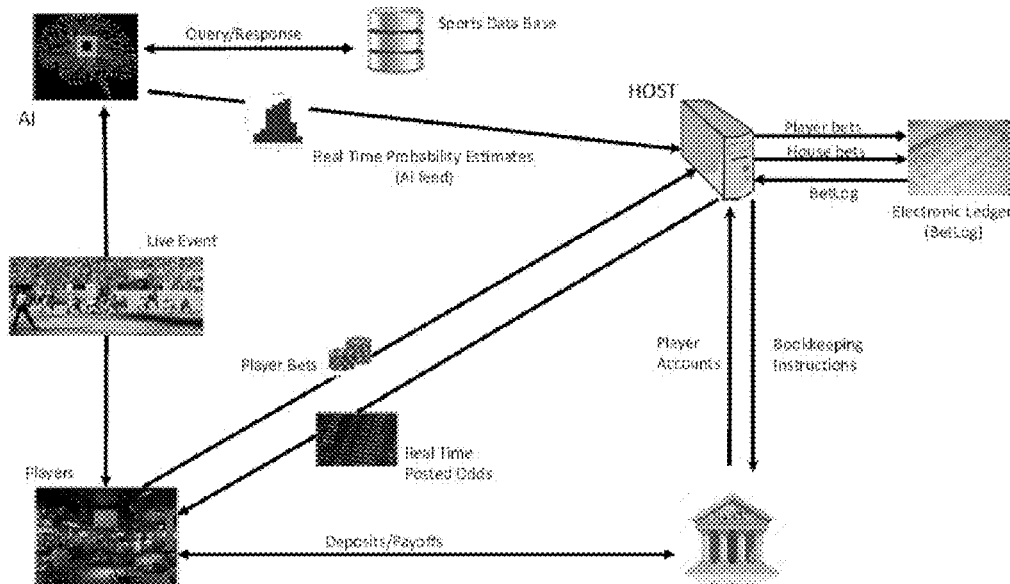 Sports Data Base
Query/Response
HOST
AI
Player bets
House bets
Real Time Probability Estimates
(AI feed)
BetLog
Electronic Ledger
(BetLog)
Live Event
Player Bets
Player
Accounts
Bookkeeping
Instructions
Real Time
Posted Odds
Players
Deposits/Payoffs